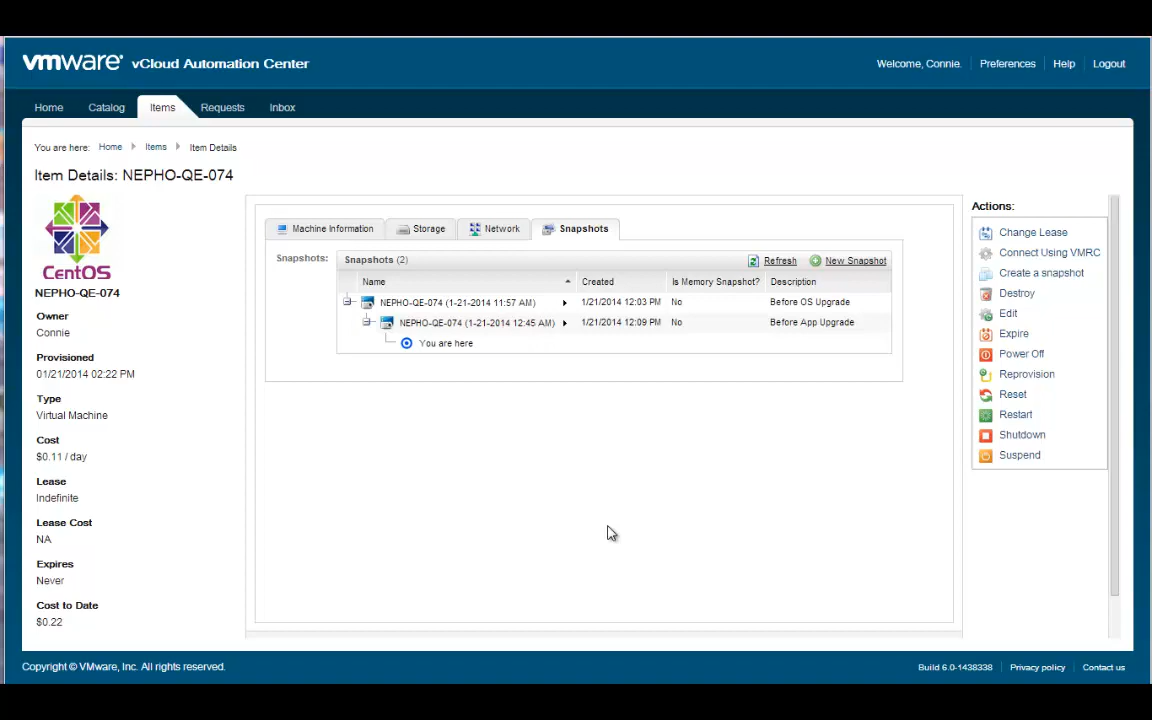 vmware® vCloud Automation Center
Welcome, Connie. Preferences Help Logout
Home Catalog Items Requests Inbox
You are here: Home Items Item Details
Item Details: NEPHO-QE-074
CentOS
NEPHO-QE-074
Owner
Connie
Provisioned
01/21/2014 02:22 PM
Type
Virtual Machine
Cost
$0.11 / day
Lease
Indefinite
Lease Cost
NA
Expires
Never
Cost to Date
$0.22
Machine Information Storage Network Snapshots
Snapshots: Snapshots (2) Refresh New Snapshot
Name Created Is Memory Snapshot? Description
NEPHO-QE-074 (1-21-2014 11:57 AM) 1/21/2014 12:03 PM No Before OS Upgrade
NEPHO-QE-074 (1-21-2014 12:45 AM) 1/21/2014 12:09 PM No Before App Upgrade
You are here
Actions:
Change Lease
Connect Using VMRC
Create a snapshot
Destroy
Edit
Expire
Power Off
Reprovision
Reset
Restart
Shutdown
Suspend
Copyright © VMware, Inc. All rights reserved.
Build 6.0-1438338 Privacy policy Contact us